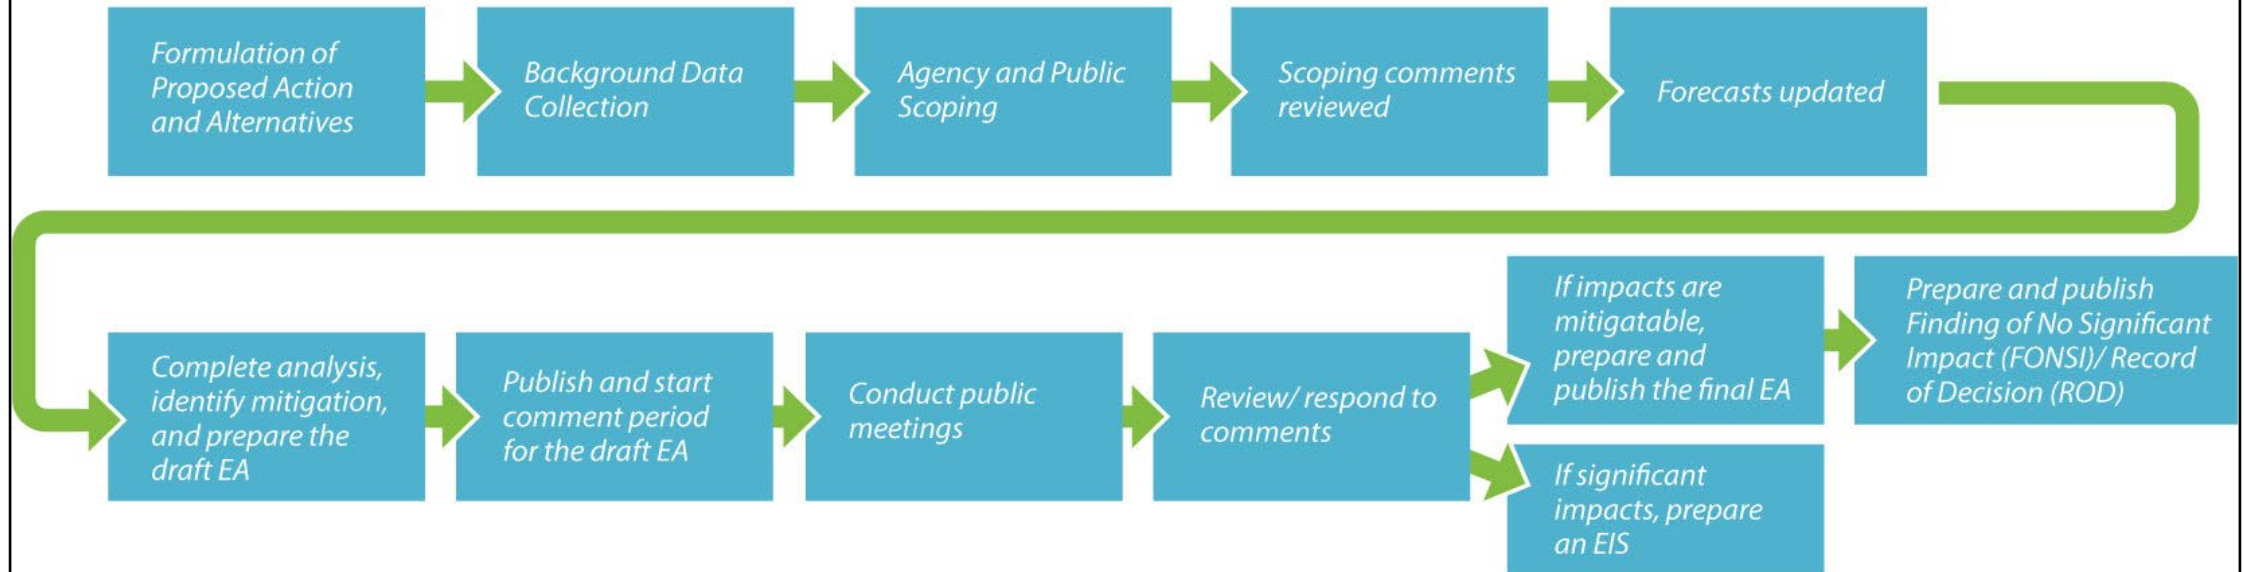 Formulation of
Proposed Action
and Alternatives
Background Data
Collection
Agency and Public
Scoping
Scoping comments
reviewed
Forecasts updated
Complete analysis,
identify mitigation,
and prepare the
draft EA
Publish and start
comment period
for the draft EA
Conduct public
meetings
Review/ respond to
comments
If impacts are
mitigatable,
prepare and
publish the final EA
Prepare and publish
Finding of No Significant
Impact (FONSI)/ Record
of Decision (ROD)
If significant
impacts, prepare
an EIS